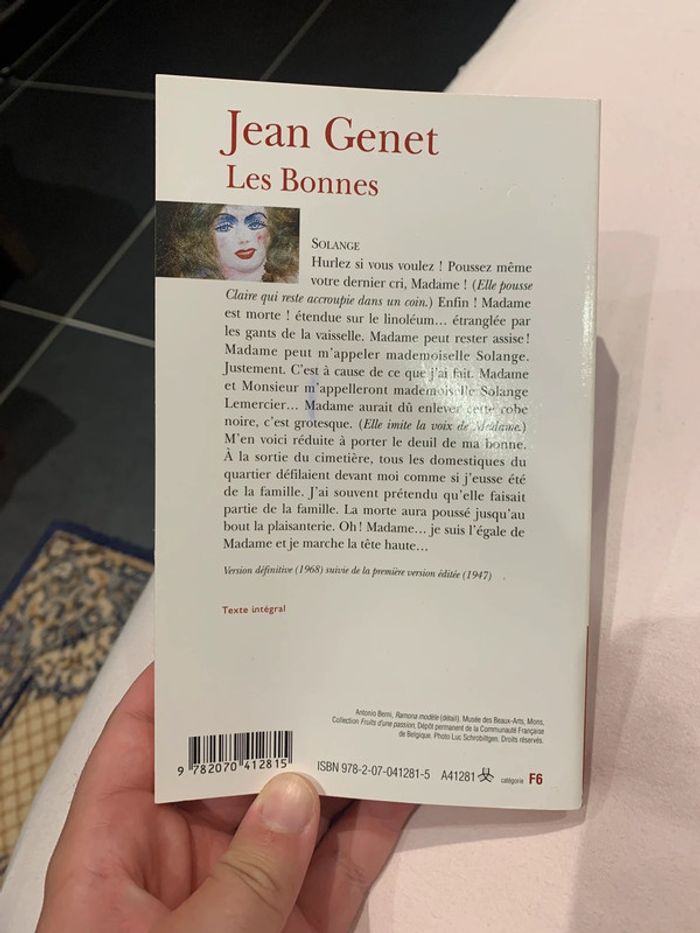 Jean Genet
Les Bonnes
SOLANGE
Hurlez si vous voulez ! Poussez même
votre dernier cri, Madame ! (Elle pousse
Claire qui reste accroupie dans un coin.) Enfin ! Madame
est morte ! étendue sur le linoléum... étranglée par
les gants de la vaisselle. Madame peut rester assise !
Madame peut m'appeler mademoiselle Solange.
Justement. C'est à cause de ce que j'ai fait. Madame
et Monsieur m'appelleront mademoiselle Solange
Lemercier... Madame aurait dû enlever cette robe
noire, c'est grotesque. (Elle imite la voix de Madame.)
M'en voici réduite à porter le deuil de ma bonne.
À la sortie du cimetière, tous les domestiques du
quartier défilaient devant moi comme si j'eusse été
de la famille. J'ai souvent prétendu qu'elle faisait
partie de la famille. La morte aura poussé jusqu'au
bout la plaisanterie. Oh ! Madame... je suis l'égale de
Madame et je marche la tête haute...
Version définitive (1968) suivie de la première version éditée (1947)
Texte intégral
Antonio Berni, Ramona modèle (détail). Musée des Beaux-Arts, Mons,
Collection Fruits d'une passion, Dépôt permanent de la Communauté Française
de Belgique. Photo Luc Schrobiltgen. Droits réservés.
9 782070 412815
ISBN 978-2-07-041281-5 A41281 catégorie F6